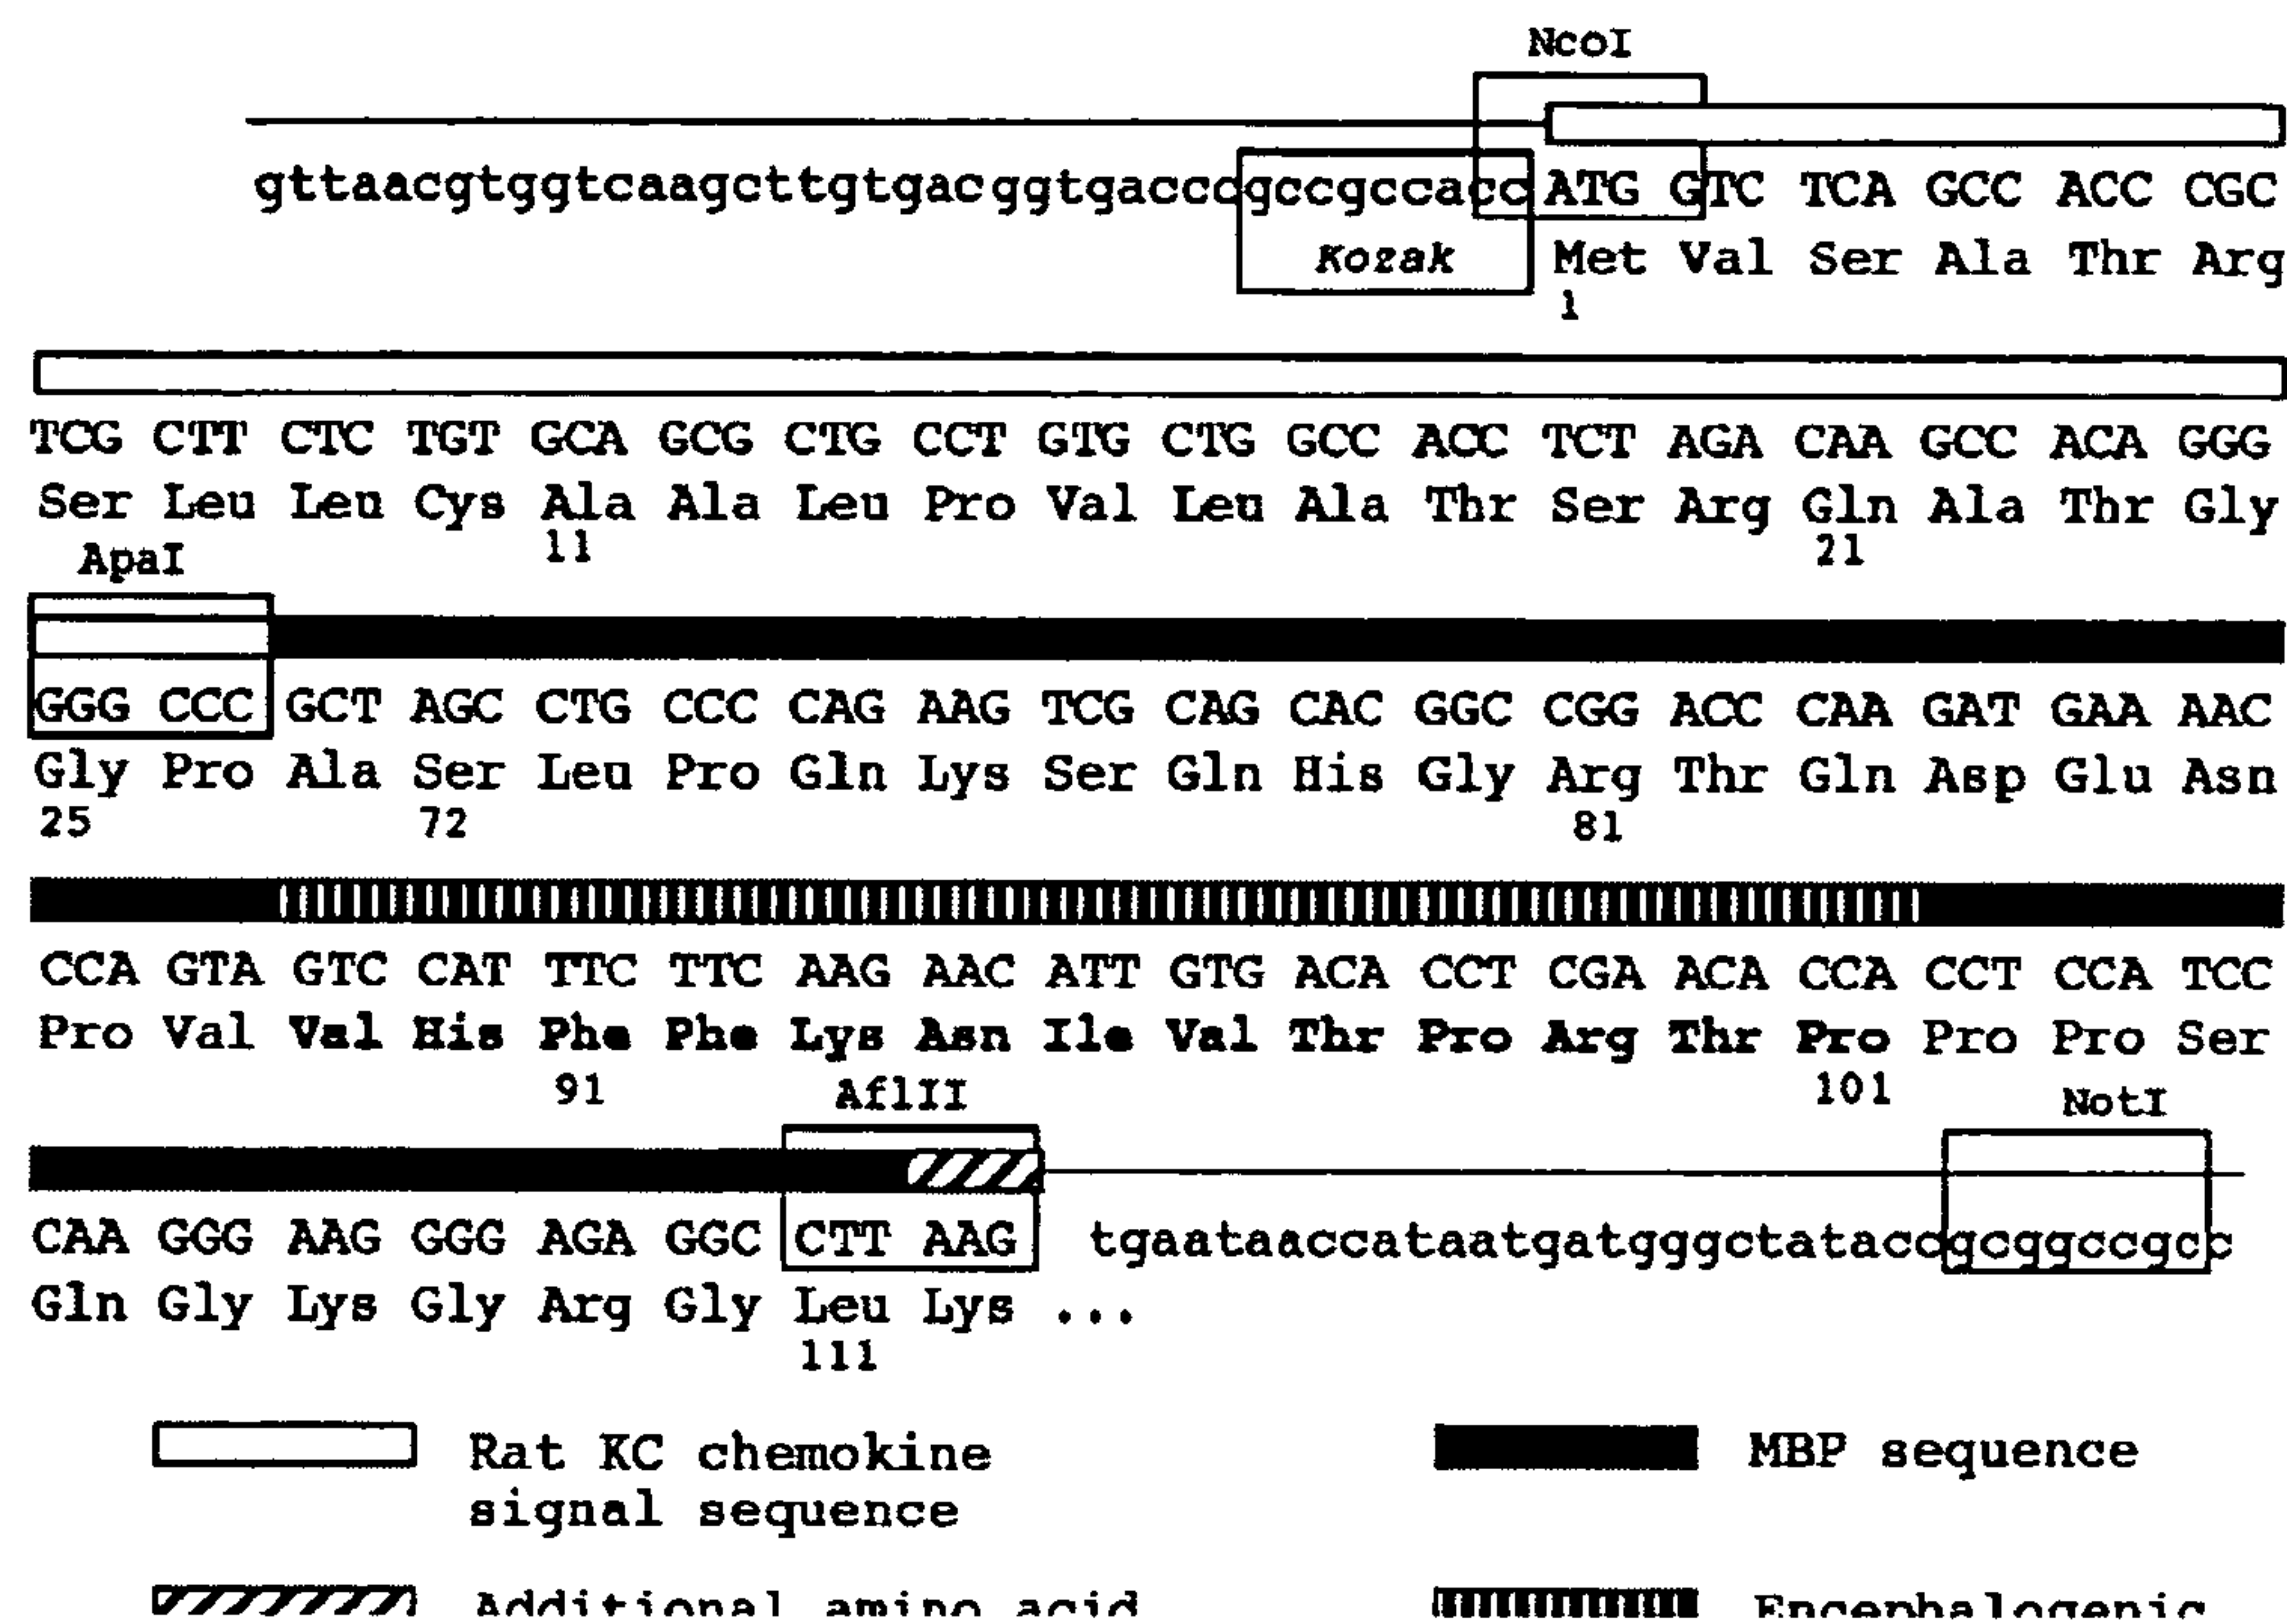 NcoI
gttaacgtggtcaagcttgtgacggtgacccgccgccacc ATG GTC TCA GCC ACC CGC
Kozak Met Val Ser Ala Thr Arg
1
TCG CTT CTC TGT GCA GCG CTG CCT GTG CTG GCC ACC TCT AGA CAA GCC ACA GGG
Ser Leu Leu Cys Ala Ala Leu Pro Val Leu Ala Thr Ser Arg Gln Ala Thr Gly
11 21
ApaI
GGG CCC GCT AGC CTG CCC CAG AAG TCG CAG CAC GGC CGG ACC CAA GAT GAA AAC
Gly Pro Ala Ser Leu Pro Gln Lys Ser Gln His Gly Arg Thr Gln Asp Glu Asn
25 72 81
CCA GTA GTC CAT TTC TTC AAG AAC ATT GTG ACA CCT CGA ACA CCA CCT CCA TCC
Pro Val Val His Phe Phe Lys Asn Ile Val Thr Pro Arg Thr Pro Pro Pro Ser
91 101
AflII NotI
CAA GGG AAG GGG AGA GGC CTT AAG tgaataaccataatgatgggctataccgcggccgcc
Gln Gly Lys Gly Arg Gly Leu Lys ...
111
Rat KC chemokine
signal sequence
MBP sequence
Additional amino acid
Encephalogenic